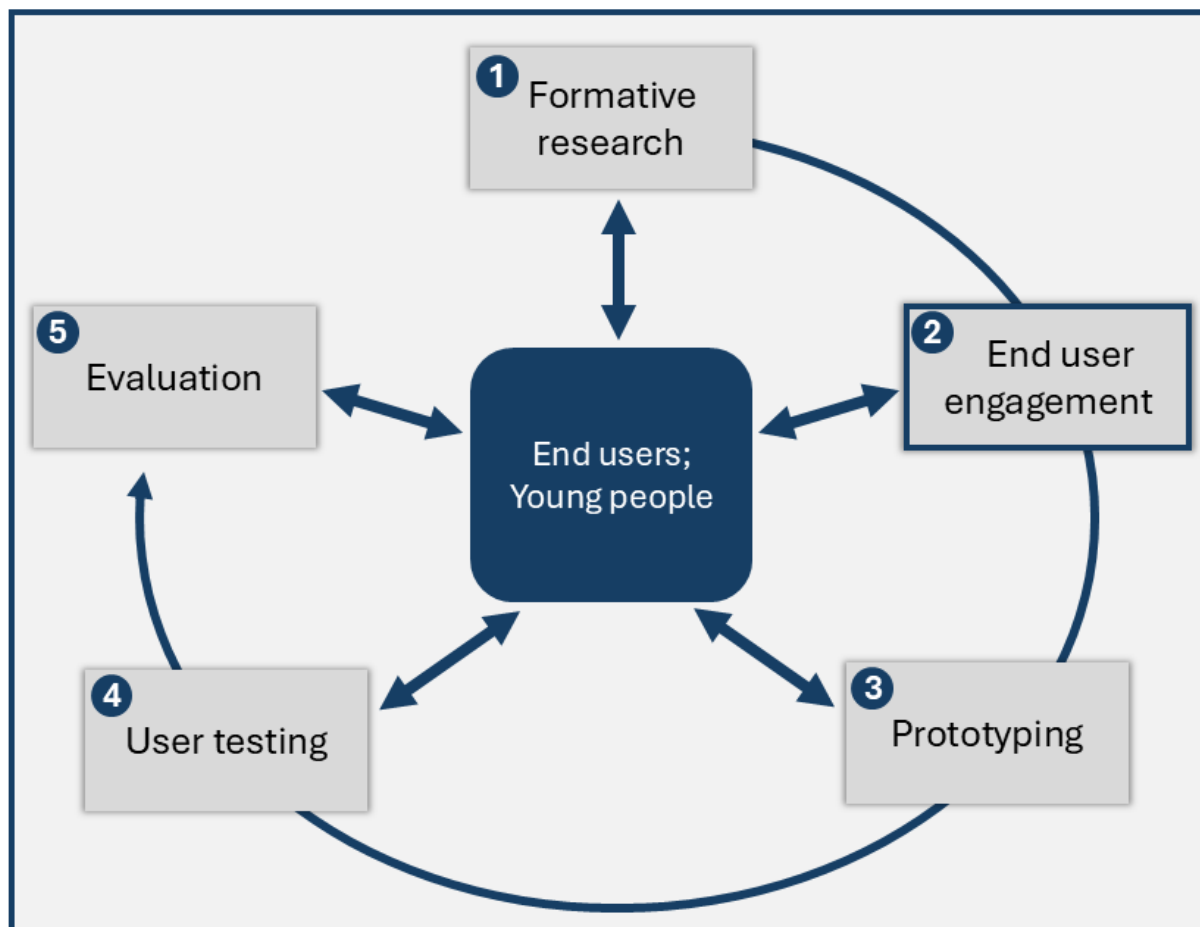 1
Formative
research
2
End user
engagement
3
Prototyping
4
User testing
5
Evaluation
End users;
Young people